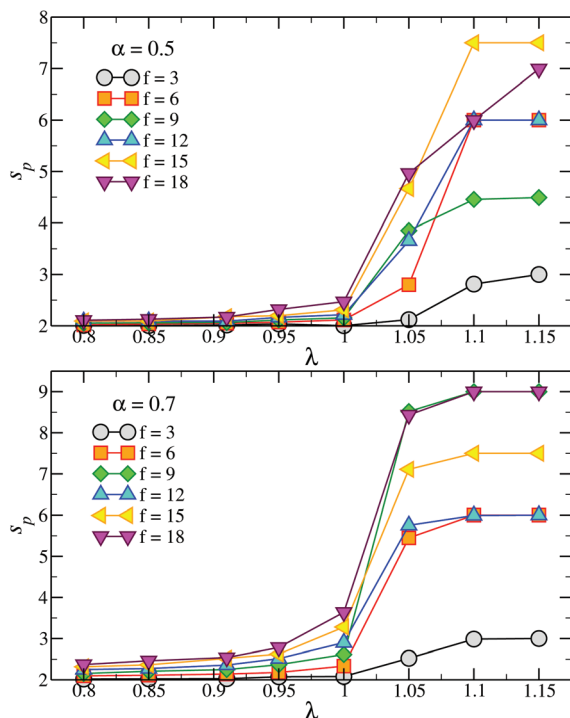 8
α = 0.5
7
f = 3
f = 6
6
f = 9
f = 12
5
f = 15
f = 18
4
3
2
s_p
0.8 0.85 0.9 0.95 1 1.05 1.1 1.15
λ
9
α = 0.7
8
f = 3
f = 6
7
f = 9
f = 12
6
f = 15
f = 18
5
4
3
2
s_p
0.8 0.85 0.9 0.95 1 1.05 1.1 1.15
λ